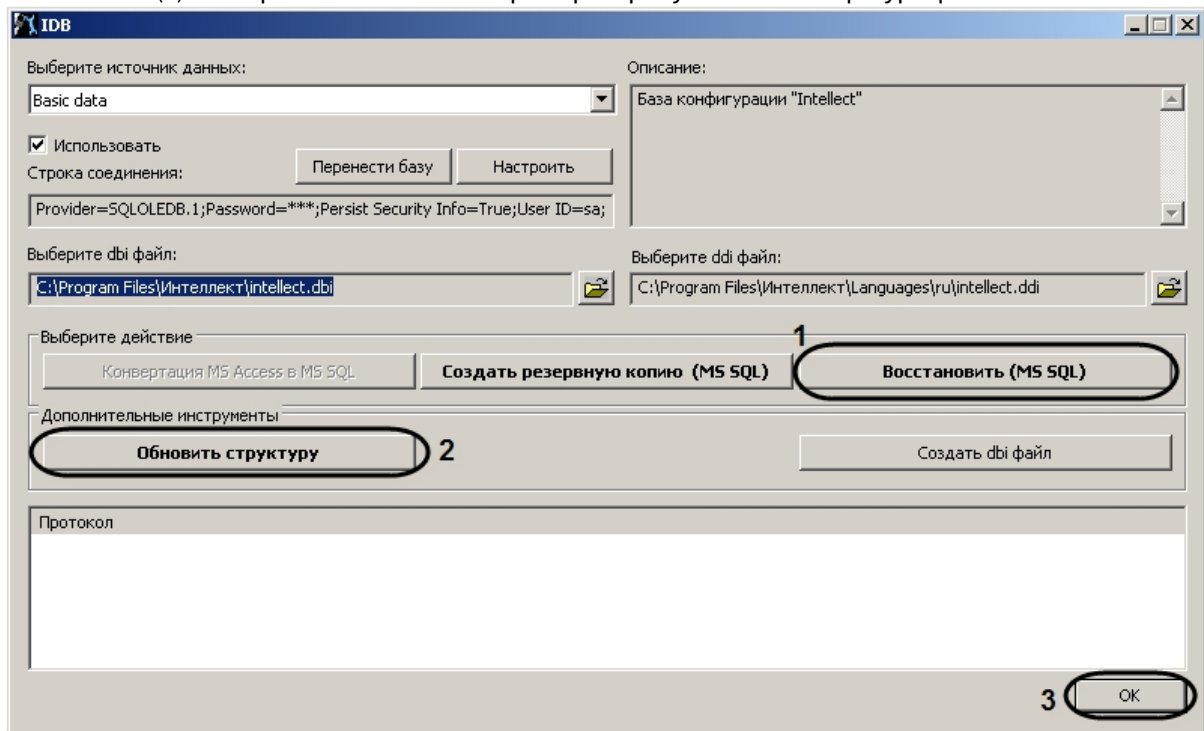 IDB
Выберите источник данных:
Описание:
Basic data
База конфигурации "Intellect"
Использовать
Строка соединения:
Перенести базу
Настроить
Provider=SQLOLEDB.1;Password=***;Persist Security Info=True;User ID=sa;
Выберите dbi файл:
Выберите ddi файл:
C:\Program Files\Интеллект\intellect.dbi
C:\Program Files\Интеллект\Languages\ru\intellect.ddi
Выберите действие
1
Конвертация MS Access в MS SQL
Создать резервную копию (MS SQL)
Восстановить (MS SQL)
Дополнительные инструменты
Обновить структуру
2
Создать dbi файл
Протокол
3
OK